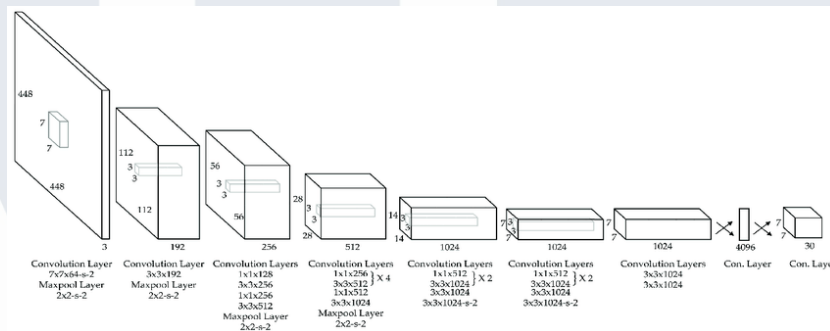 448
7
7
448
3
112
3
3
112
192
56
3
3
56
256
28
3
3
28
512
14
3
3
14
1024
7
3
3
7
1024
7
7
1024
4096
7
7
30
Convolution Layer
7x7x64-s-2
Maxpool Layer
2x2-s-2
Convolution Layer
3x3x192
Maxpool Layer
2x2-s-2
Convolution Layers
1x1x128
3x3x256
1x1x256
3x3x512
Maxpool Layer
2x2-s-2
Convolution Layers
1x1x256
3x3x512 } X 4
1x1x512
3x3x1024
Maxpool Layer
2x2-s-2
Convolution Layers
1x1x512
3x3x1024 } X 2
3x3x1024
3x3x1024-s-2
Convolution Layers
1x1x512
3x3x1024 } X 2
3x3x1024
3x3x1024-s-2
Convolution Layers
3x3x1024
3x3x1024
Con. Layer
Con. Layer